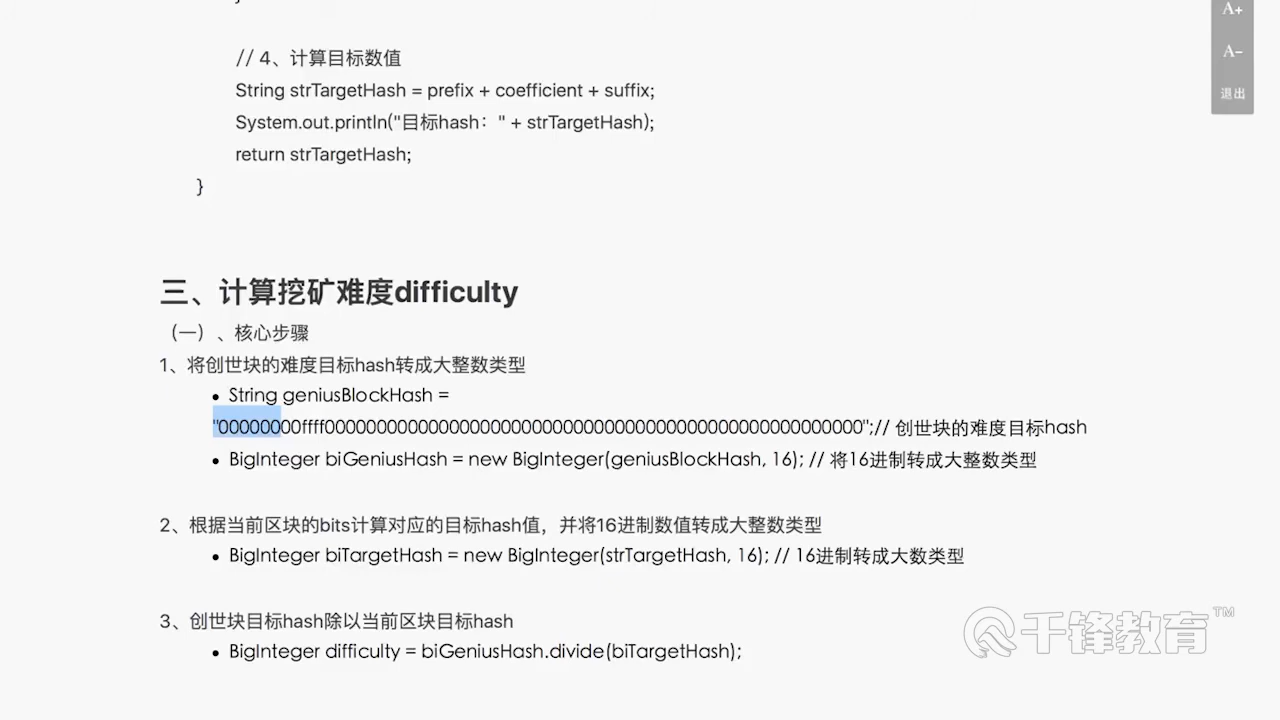 }
// 4、计算目标数值
String strTargetHash = prefix + coefficient + suffix;
System.out.println("目标hash：" + strTargetHash);
return strTargetHash;
}
三、计算挖矿难度difficulty
（一）、核心步骤
1、将创世块的难度目标hash转成大整数类型
• String geniusBlockHash =
"00000000ffff0000000000000000000000000000000000000000000000000000";// 创世块的难度目标hash
• BigInteger biGeniusHash = new BigInteger(geniusBlockHash, 16); // 将16进制转成大整数类型
2、根据当前区块的bits计算对应的目标hash值，并将16进制数值转成大整数类型
• BigInteger biTargetHash = new BigInteger(strTargetHash, 16); // 16进制转成大数类型
3、创世块目标hash除以当前区块目标hash
• BigInteger difficulty = biGeniusHash.divide(biTargetHash);
A+
A-
退出
千锋教育™